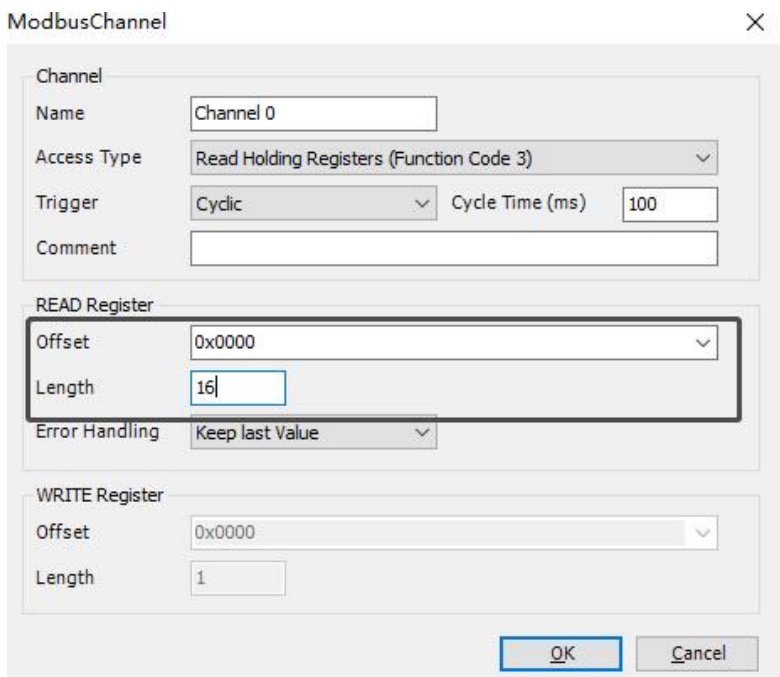 ModbusChannel
Channel
Name Channel 0
Access Type Read Holding Registers (Function Code 3)
Trigger Cyclic Cycle Time (ms) 100
Comment
READ Register
Offset 0x0000
Length 16
Error Handling Keep last Value
WRITE Register
Offset 0x0000
Length 1
OK Cancel